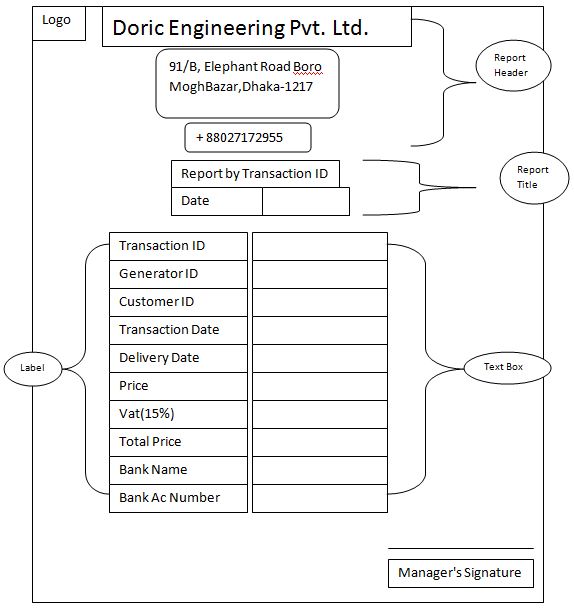 Logo
Doric Engineering Pvt. Ltd.
91/B, Elephant Road Boro
MoghBazar,Dhaka-1217
+ 88027172955
Report
Header
Report by Transaction ID
Date
Report
Title
Transaction ID
Generator ID
Customer ID
Transaction Date
Delivery Date
Price
Vat(15%)
Total Price
Bank Name
Bank Ac Number
Label
Text Box
Manager's Signature